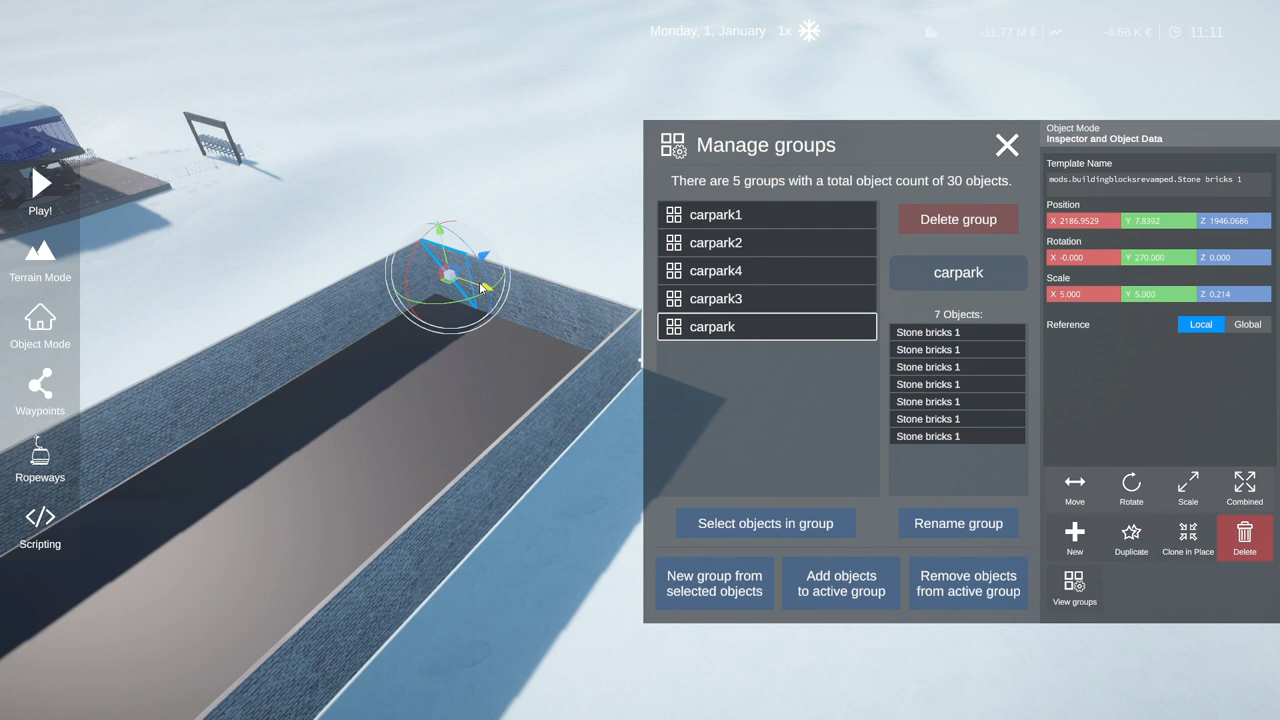 Monday, 1, January 1x
-11,77 M €
-4,66 K €
11:11
Play!
Terrain Mode
Object Mode
Waypoints
Ropeways
Scripting
Manage groups
There are 5 groups with a total object count of 30 objects.
carpark1
carpark2
carpark4
carpark3
carpark
Delete group
carpark
7 Objects:
Stone bricks 1
Stone bricks 1
Stone bricks 1
Stone bricks 1
Stone bricks 1
Stone bricks 1
Stone bricks 1
Select objects in group
Rename group
New group from
selected objects
Add objects
to active group
Remove objects
from active group
Object Mode
Inspector and Object Data
Template Name
mods.buildingblocksrevamped.Stone bricks 1
Position
X 2186.9529 Y 7.8392 Z 1946.0686
Rotation
X -0.000 Y 270.000 Z 0.000
Scale
X 5.000 Y 5.000 Z 0.214
Reference Local Global
Move Rotate Scale Combined
New Duplicate Clone in Place Delete
View groups